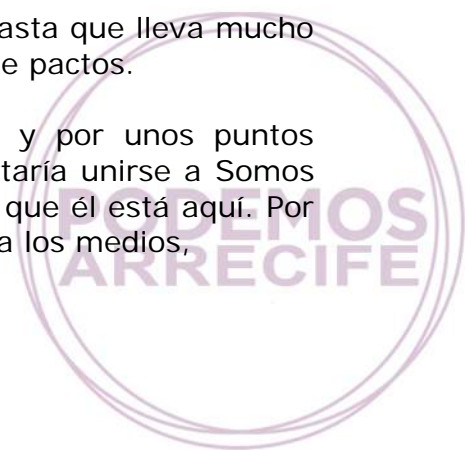 asta que lleva mucho
e pactos.
y por unos puntos
taría unirse a Somos
que él está aquí. Por
a los medios,
PODEMOS
ARRECIFE